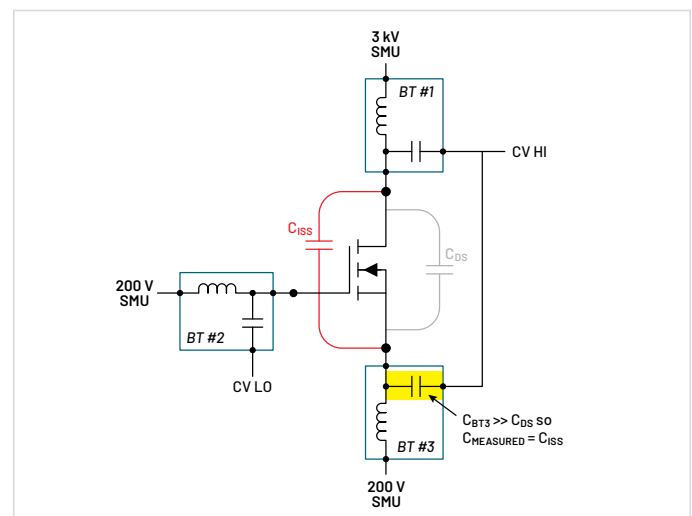 3 kV
SMU
BT #1
CV HI
CISS
CDS
200 V
SMU
BT #2
CV LO
CBT3 >> CDS so
CMEASURED = CISS
BT #3
200 V
SMU